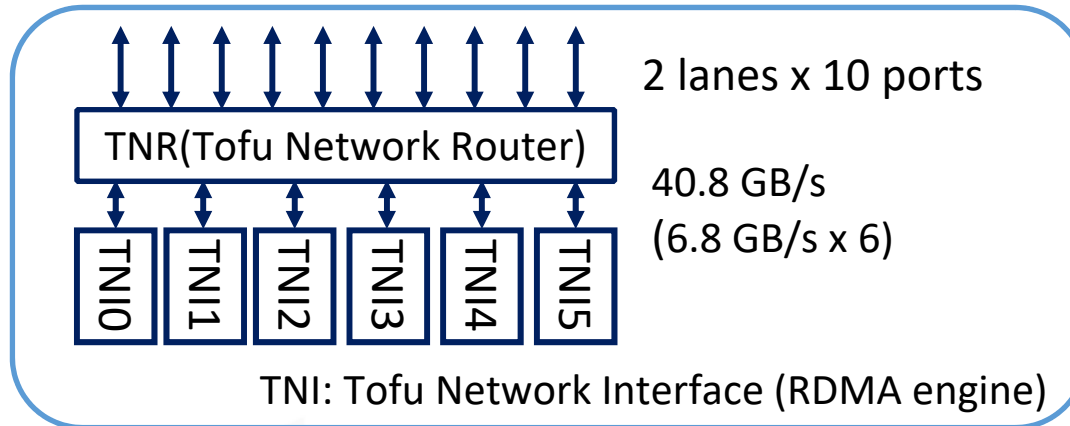 2 lanes x 10 ports
TNR(Tofu Network Router)
40.8 GB/s
(6.8 GB/s x 6)
TNI0
TNI1
TNI2
TNI3
TNI4
TNI5
TNI: Tofu Network Interface (RDMA engine)